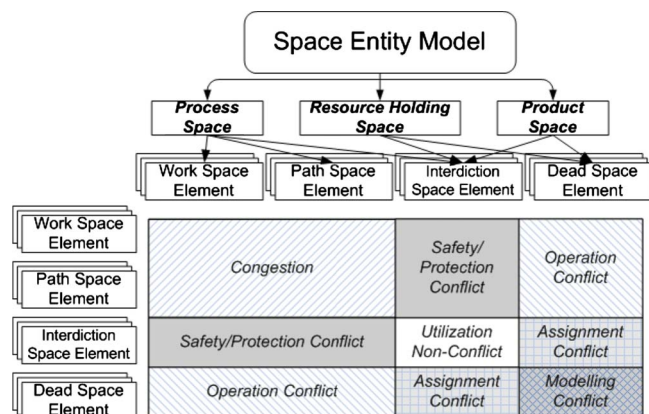 Space Entity Model
Process
Space
Resource Holding
Space
Product
Space
Work Space
Element
Path Space
Element
Interdiction
Space Element
Dead Space
Element
Work Space
Element
Path Space
Element
Interdiction
Space Element
Dead Space
Element
Congestion
Safety/
Protection
Conflict
Operation
Conflict
Safety/Protection Conflict
Utilization
Non-Conflict
Assignment
Conflict
Operation Conflict
Assignment
Conflict
Modelling
Conflict